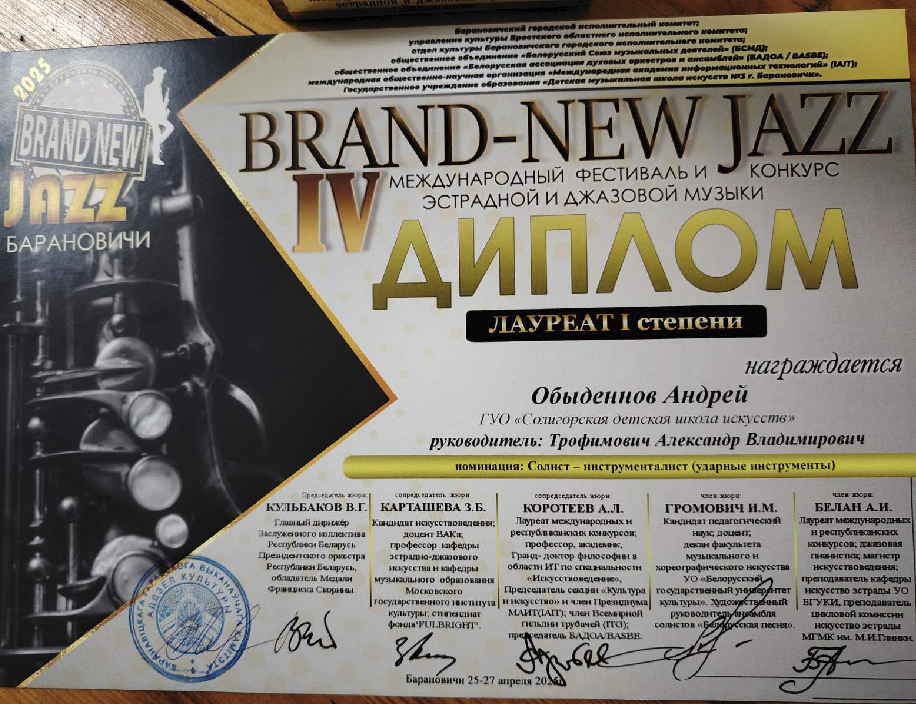 Барановичский городской исполнительный комитет;
управление культуры Брестского областного исполнительного комитета;
отдел культуры Барановичского городского исполнительного комитета;
общественное объединение «Белорусский Союз музыкальных деятелей» (БСМД);
общественное объединение «Белорусская ассоциация духовых оркестров и ансамблей» (БАДОА / BASBE);
международная общественно-научная организация «Международная академия информационных технологий» (IAIT);
Государственное учреждение образования «Детская музыкальная школа искусств №3 г. Барановичи».
2025
BRAND NEW
JAZZ
БАРАНОВИЧИ
BRAND-NEW JAZZ
IV МЕЖДУНАРОДНЫЙ ФЕСТИВАЛЬ И КОНКУРС
ЭСТРАДНОЙ И ДЖАЗОВОЙ МУЗЫКИ
ДИПЛОМ
ЛАУРЕАТ I степени
награждается
Обыденнов Андрей
ГУО «Солигорская детская школа искусств»
руководитель: Трофимович Александр Владимирович
номинация: Солист – инструменталист (ударные инструменты)
Председатель жюри:
КУЛЬБАКОВ В.Г.
Главный дирижер
Заслуженного коллектива
Республики Беларусь
Президентского оркестра
Республики Беларусь,
обладатель Медали
Франциска Скорины.
сопредседатель жюри:
КАРТАШЕВА З.Б.
Кандидат искусствоведения;
доцент ВАКа;
профессор кафедры
эстрадно-джазового
искусства и кафедры
музыкального образования
Московского
государственного института
культуры; стипендиат
фонда"FULBRIGHT".
сопредседатель жюри:
КОРОТЕЕВ А.Л.
Лауреат международных и
республиканских конкурсов;
профессор, академик,
Гранд- доктор философии в
области ИТ по специальности
«Искусствоведение»,
Председатель секции «Культура
и искусство» и член Президиума
МАИТ(IAIT); член Всемирной
гильдии трубачей (ITG);
председатель БАДОА/BASBE.
член жюри:
ГРОМОВИЧ И.М.
Кандидат педагогический
наук; доцент;
декан факультета
музыкального и
хореографического искусства
УО «Белорусский
государственный университет
культуры». Художественный
руководитель ансамбля
солистов «Белорусская песня».
член жюри:
БЕЛАН А.И.
Лауреат международных
и республиканских
конкурсов; джазовая
пианистка; магистр
искусствоведения;
преподаватель кафедры
искусство эстрады УО
БГУКИ, преподаватель
цикловой комиссии
искусство эстрады
МГМК им. М.И.Глинки.
Барановичи 25-27 апреля 2025